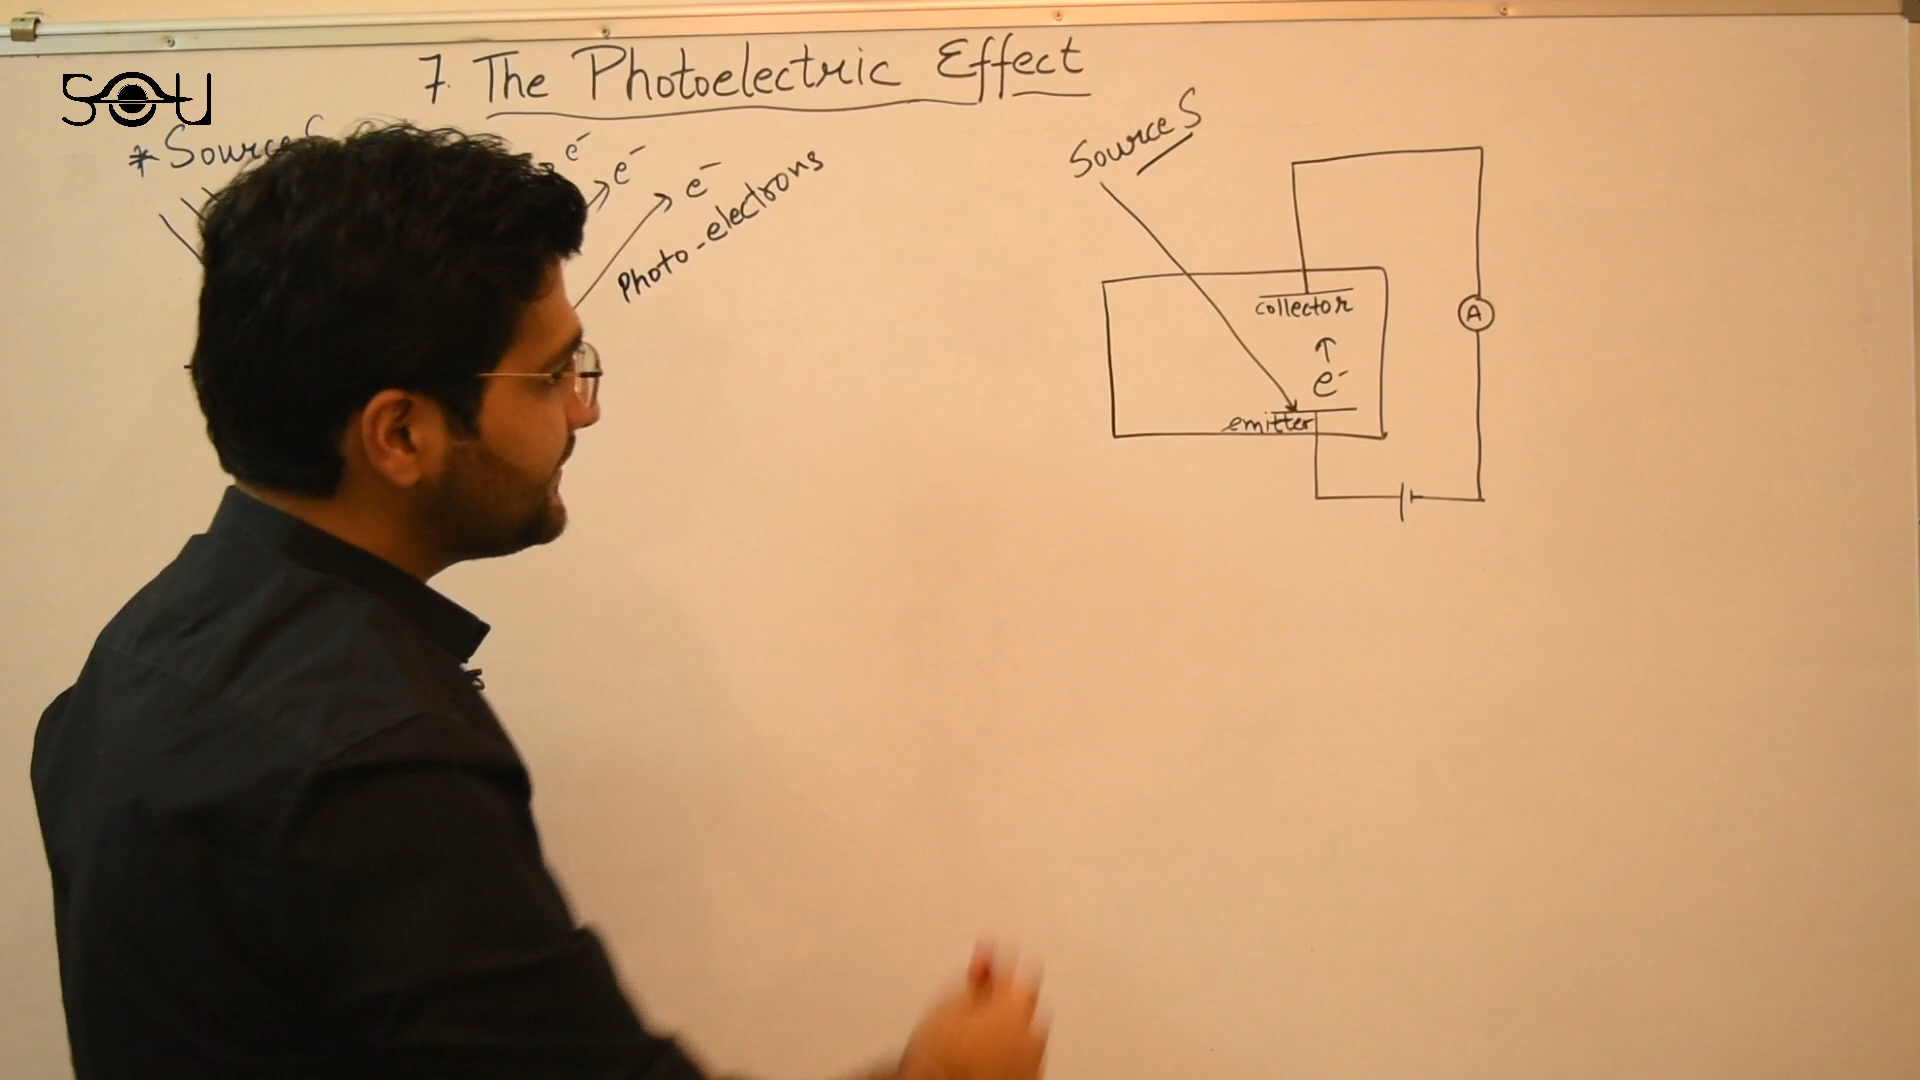 SOU
7. The Photoelectric Effect
* Source S
e⁻
e⁻
e⁻
Photo-electrons
Source S
collector
A
e⁻
emitter